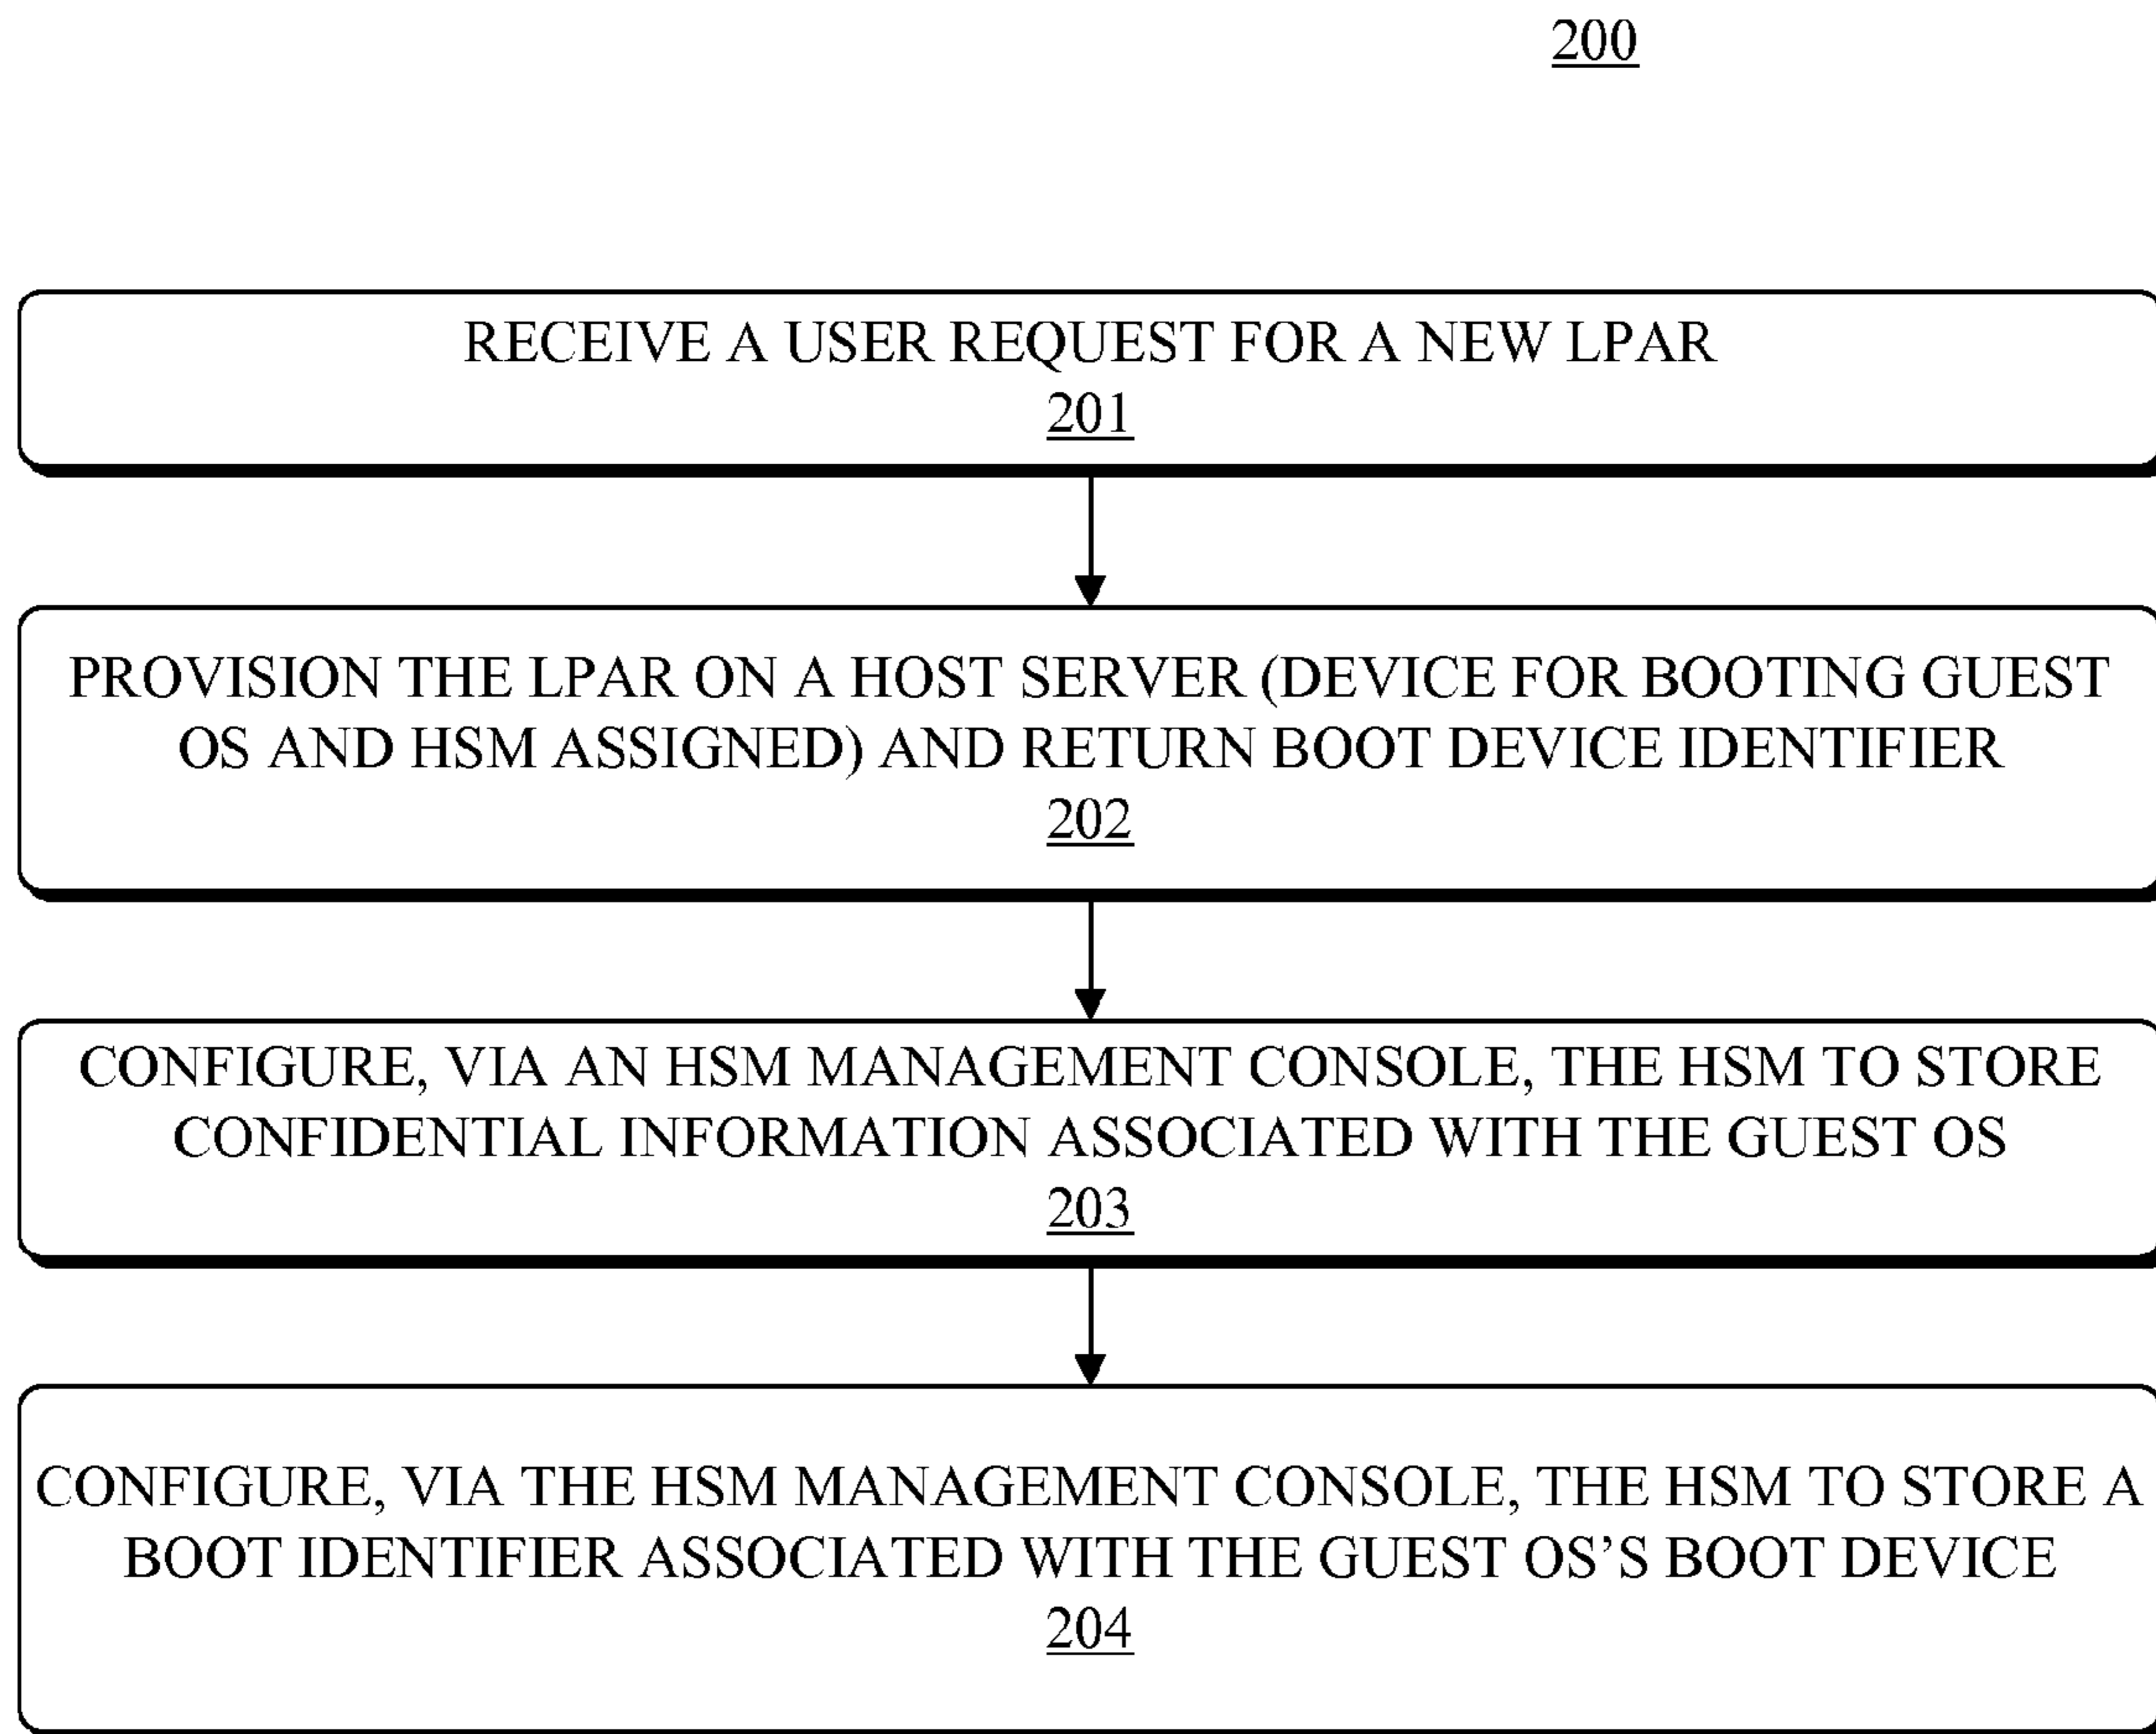 200
RECEIVE A USER REQUEST FOR A NEW LPAR
201
PROVISION THE LPAR ON A HOST SERVER (DEVICE FOR BOOTING GUEST
OS AND HSM ASSIGNED) AND RETURN BOOT DEVICE IDENTIFIER
202
CONFIGURE, VIA AN HSM MANAGEMENT CONSOLE, THE HSM TO STORE
CONFIDENTIAL INFORMATION ASSOCIATED WITH THE GUEST OS
203
CONFIGURE, VIA THE HSM MANAGEMENT CONSOLE, THE HSM TO STORE A
BOOT IDENTIFIER ASSOCIATED WITH THE GUEST OS’S BOOT DEVICE
204